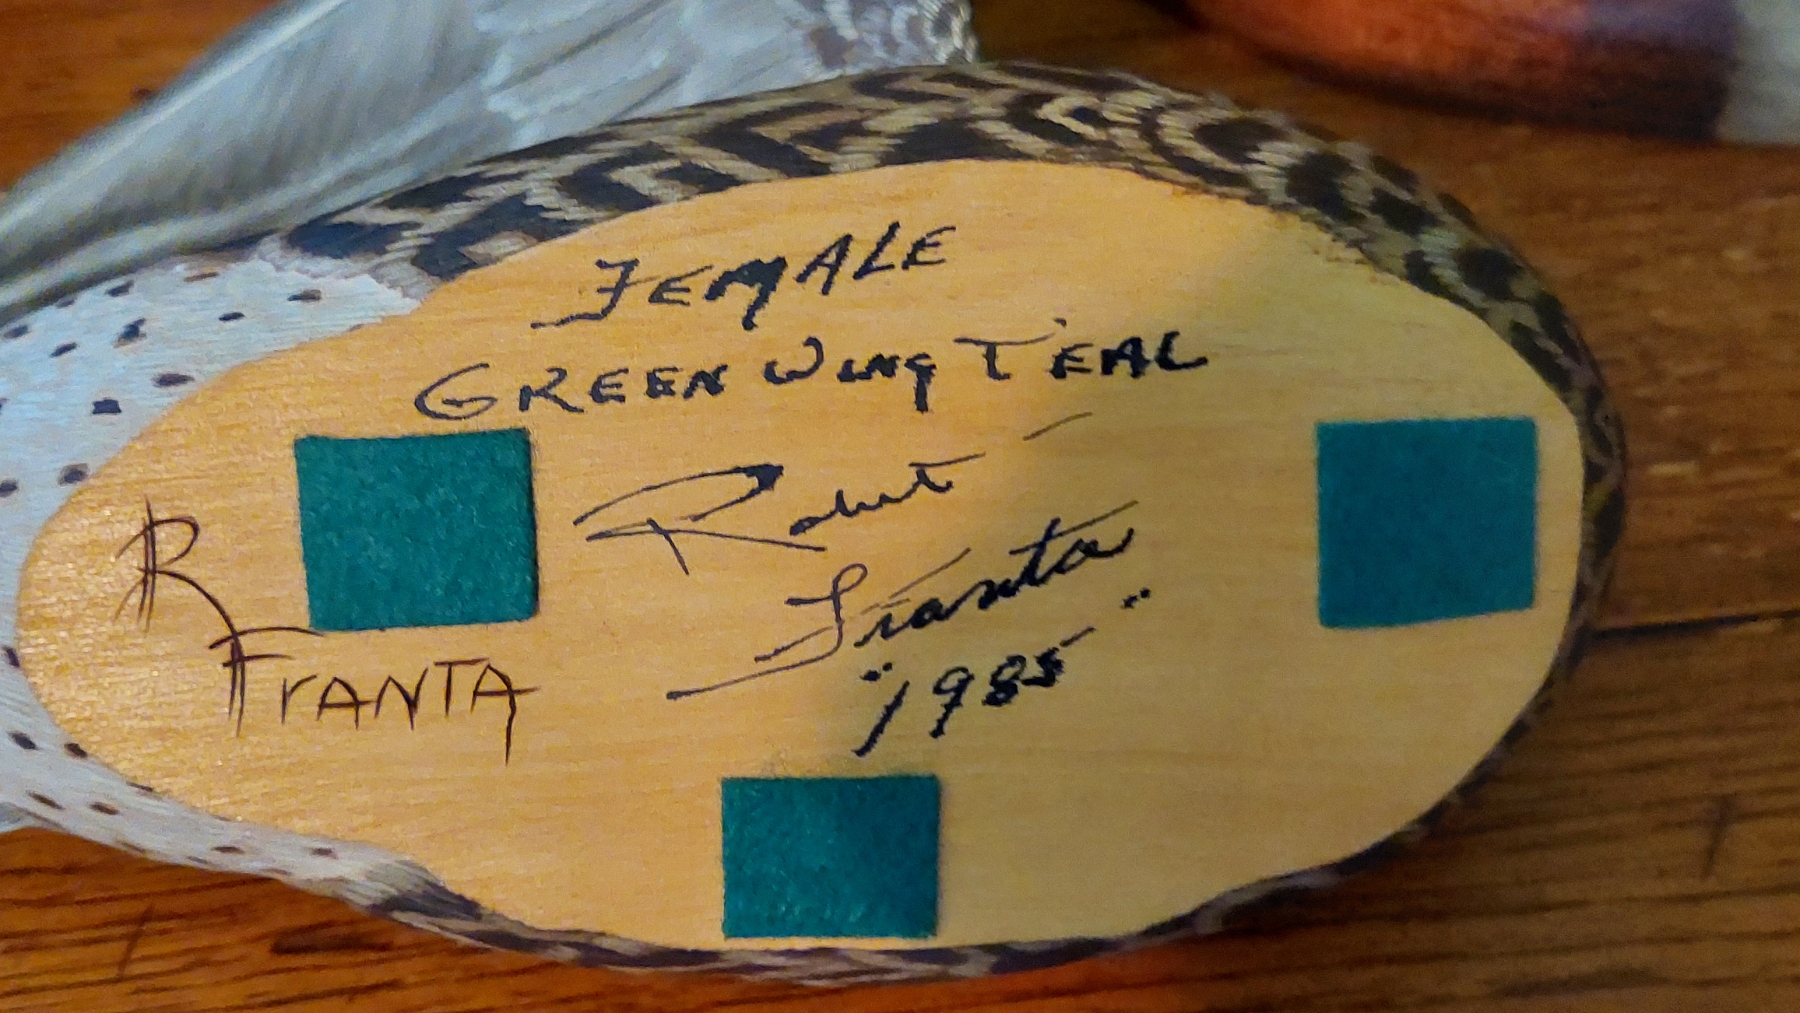 FEMALE
GREEN WING TEAL
Robert
Franta
"1985"
R
FrANTA